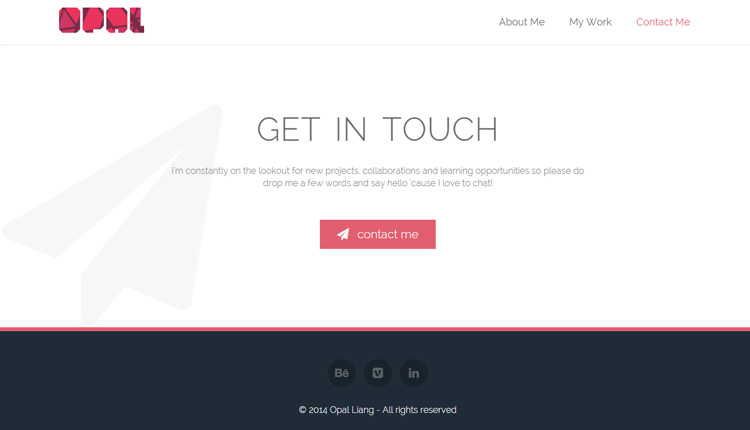 OPAL
About Me My Work Contact Me
GET IN TOUCH
I'm constantly on the lookout for new projects, collaborations and learning opportunities so please do
drop me a few words and say hello 'cause I love to chat!
contact me
Bē V in
© 2014 Opal Liang - All rights reserved